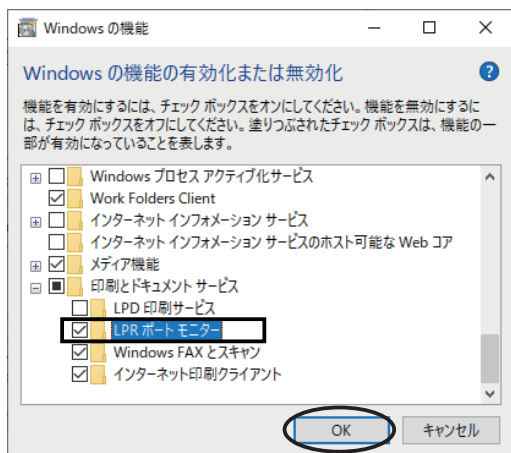 Windows の機能
Windows の機能の有効化または無効化
機能を有効にするには、チェック ボックスをオンにしてください。機能を無効にするに
は、チェック ボックスをオフにしてください。塗りつぶされたチェック ボックスは、機能の一
部が有効になっていることを表します。
Windows プロセス アクティブ化サービス
Work Folders Client
インターネット インフォメーション サービス
インターネット インフォメーション サービスのホスト可能な Web コア
メディア機能
印刷とドキュメント サービス
LPD 印刷サービス
LPR ポート モニター
Windows FAX とスキャン
インターネット印刷クライアント
OK
キャンセル